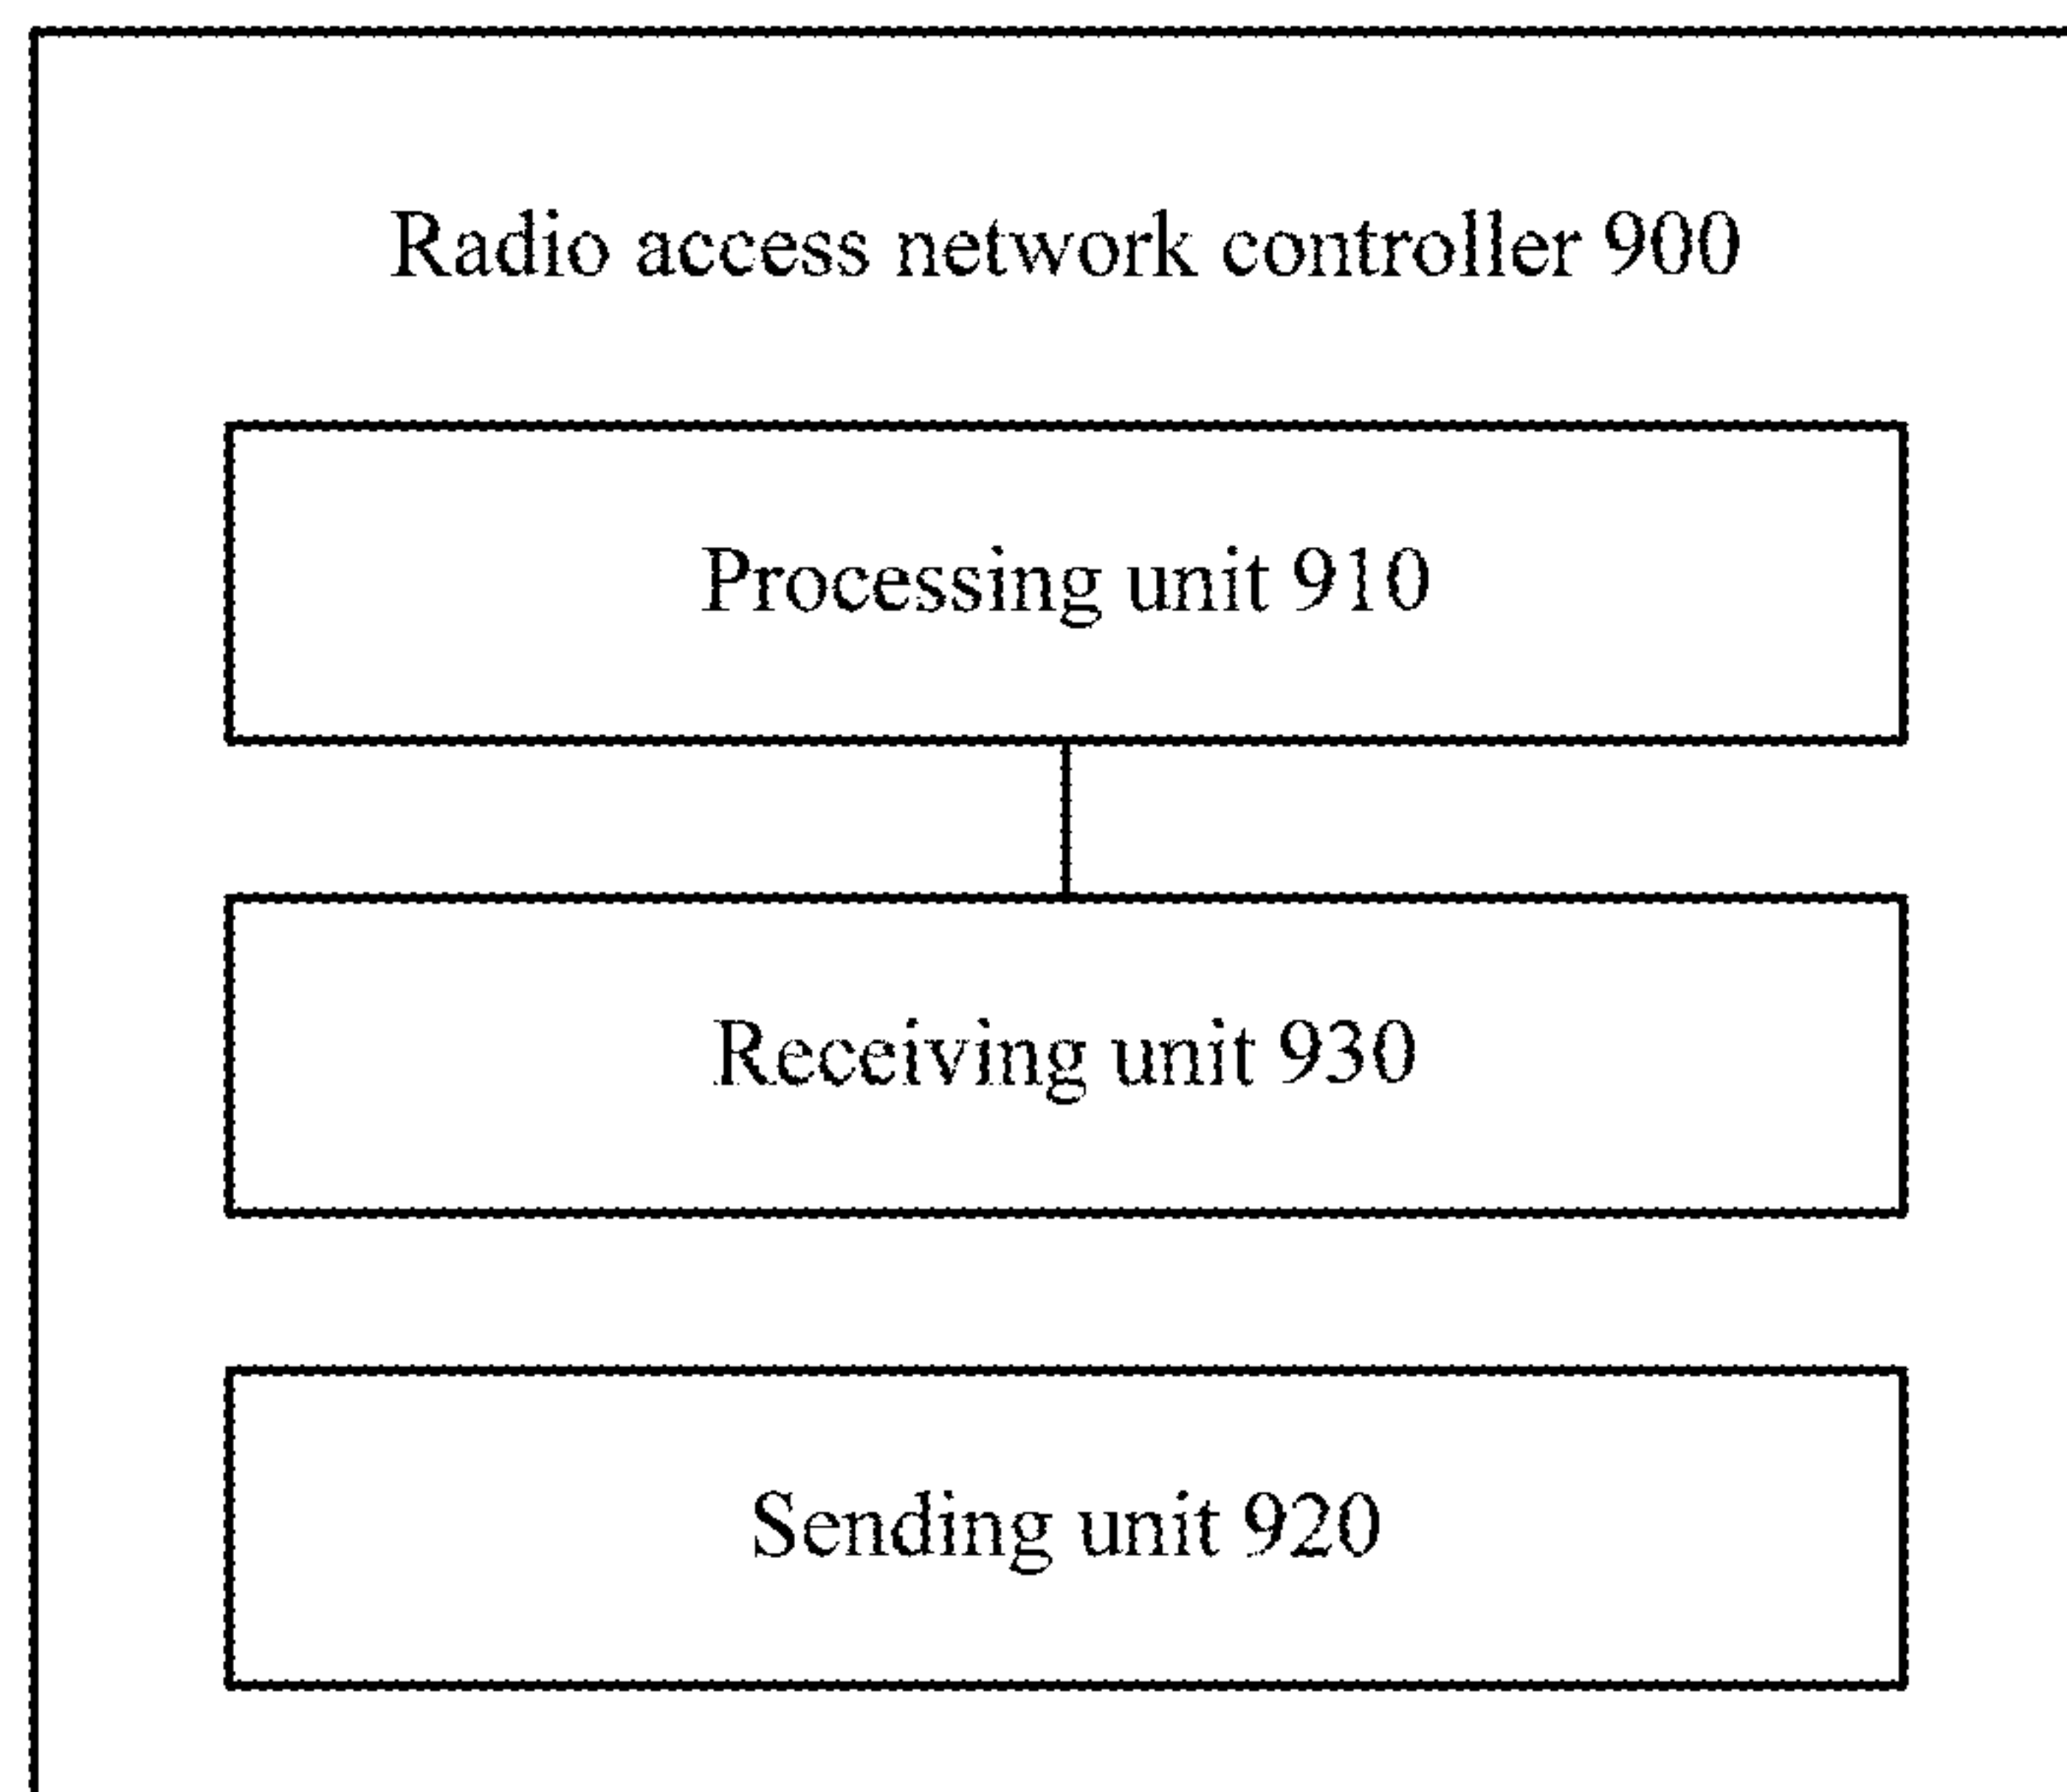 Radio access network controller 900
Processing unit 910
Receiving unit 930
Sending unit 920